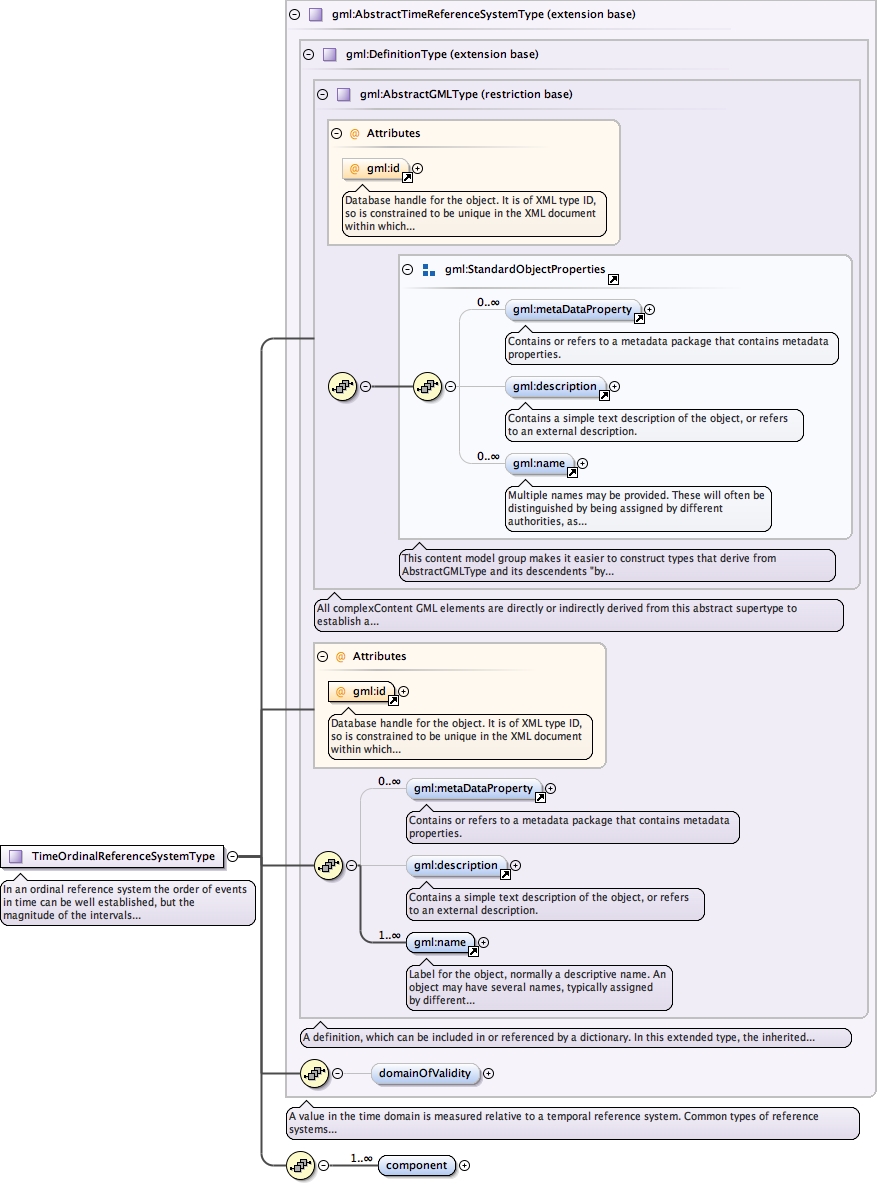 gml:AbstractTimeReferenceSystemType (extension base)
gml:DefinitionType (extension base)
gml:AbstractGMLType (restriction base)
@ Attributes
@ gml:id
Database handle for the object. It is of XML type ID,
so is constrained to be unique in the XML document
within which...
gml:StandardObjectProperties
0..∞
gml:metaDataProperty
Contains or refers to a metadata package that contains metadata
properties.
gml:description
Contains a simple text description of the object, or refers
to an external description.
0..∞
gml:name
Multiple names may be provided. These will often be
distinguished by being assigned by different
authorities, as...
This content model group makes it easier to construct types that derive from
AbstractGMLType and its descendents "by...
All complexContent GML elements are directly or indirectly derived from this abstract supertype to
establish a...
@ Attributes
@ gml:id
Database handle for the object. It is of XML type ID,
so is constrained to be unique in the XML document
within which...
0..∞
gml:metaDataProperty
Contains or refers to a metadata package that contains metadata
properties.
TimeOrdinalReferenceSystemType
In an ordinal reference system the order of events
in time can be well established, but the
magnitude of the intervals...
gml:description
Contains a simple text description of the object, or refers
to an external description.
1..∞
gml:name
Label for the object, normally a descriptive name. An
object may have several names, typically assigned
by different...
A definition, which can be included in or referenced by a dictionary. In this extended type, the inherited...
domainOfValidity
A value in the time domain is measured relative to a temporal reference system. Common types of reference
systems...
1..∞
component